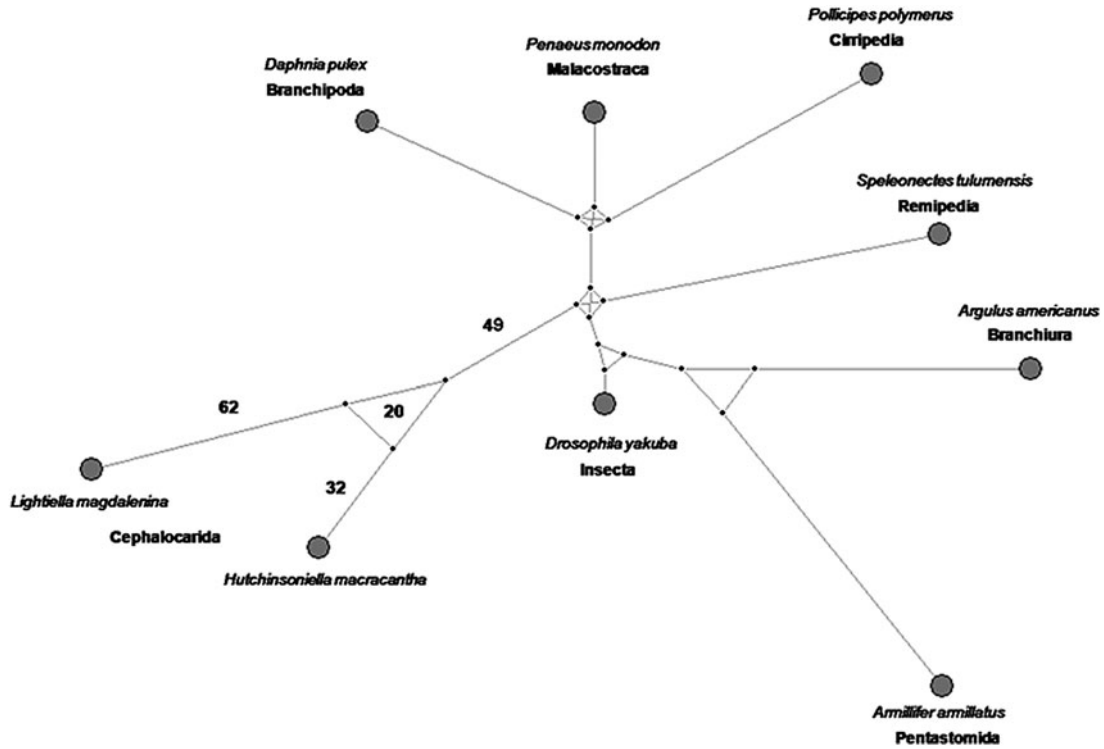 Pollicipes polymerus
Cirripedia
Penaeus monodon
Malacostraca
Daphnia pulex
Branchipoda
Speleonectes tulumensis
Remipedia
Argulus americanus
Branchiura
49
62
20
32
Drosophila yakuba
Insecta
Lightiella magdalenina
Cephalocarida
Hutchinsoniella macracantha
Armillifer armillatus
Pentastomida